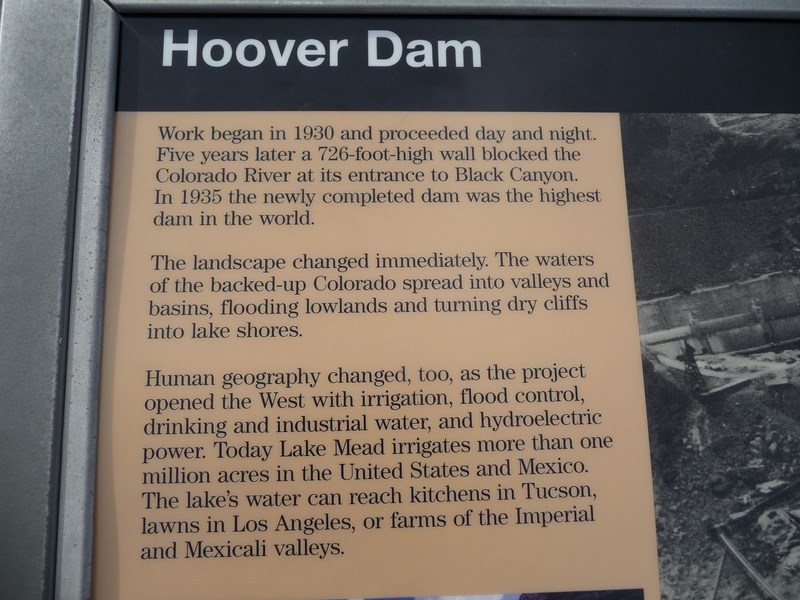 Hoover Dam
Work began in 1930 and proceeded day and night.
Five years later a 726-foot-high wall blocked the
Colorado River at its entrance to Black Canyon.
In 1935 the newly completed dam was the highest
dam in the world.
The landscape changed immediately. The waters
of the backed-up Colorado spread into valleys and
basins, flooding lowlands and turning dry cliffs
into lake shores.
Human geography changed, too, as the project
opened the West with irrigation, flood control,
drinking and industrial water, and hydroelectric
power. Today Lake Mead irrigates more than one
million acres in the United States and Mexico.
The lake's water can reach kitchens in Tucson,
lawns in Los Angeles, or farms of the Imperial
and Mexicali valleys.